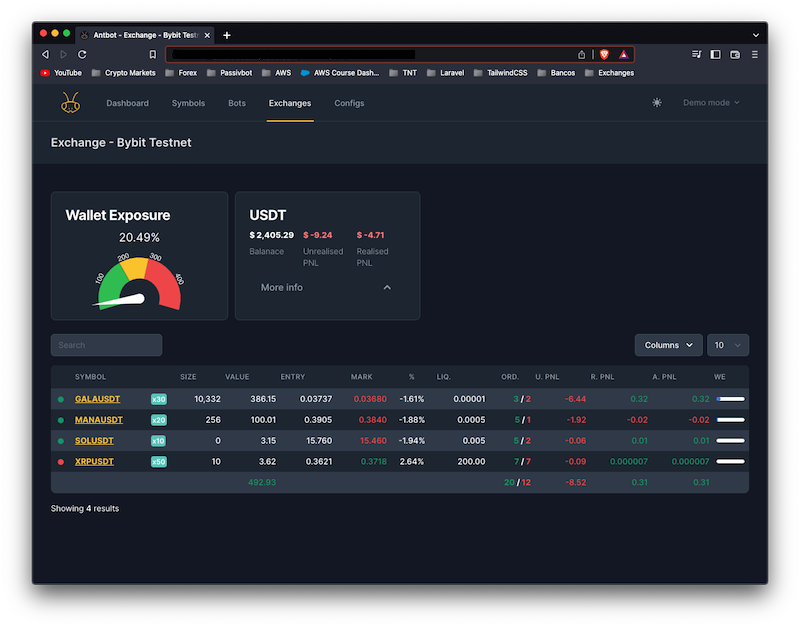 Antbot - Exchange - Bybit Testn
YouTube Crypto Markets Forex Passivbot AWS AWS Course Dash... TNT Laravel TailwindCSS Bancos Exchanges
Dashboard Symbols Bots Exchanges Configs Demo mode
Exchange - Bybit Testnet
Wallet Exposure
20.49%
100 200 300 400
USDT
$ 2,405.29 $ -9.24 $ -4.71
Balanace Unrealised PNL Realised PNL
More info
Search Columns 10
SYMBOL SIZE VALUE ENTRY MARK % LIQ. ORD. U. PNL R. PNL A. PNL WE
GALAUSDT x30 10,332 386.15 0.03737 0.03680 -1.61% 0.00001 3 / 2 -6.44 0.32 0.32
MANAUSDT x20 256 100.01 0.3905 0.3840 -1.88% 0.0005 5 / 1 -1.92 -0.02 -0.02
SOLUSDT x10 0 3.15 15.760 15.460 -1.94% 0.005 5 / 2 -0.06 0.01 0.01
XRPUSDT x50 10 3.62 0.3621 0.3718 2.64% 200.00 7 / 7 -0.09 0.000007 0.000007
492.93 20 / 12 -8.52 0.31 0.31
Showing 4 results